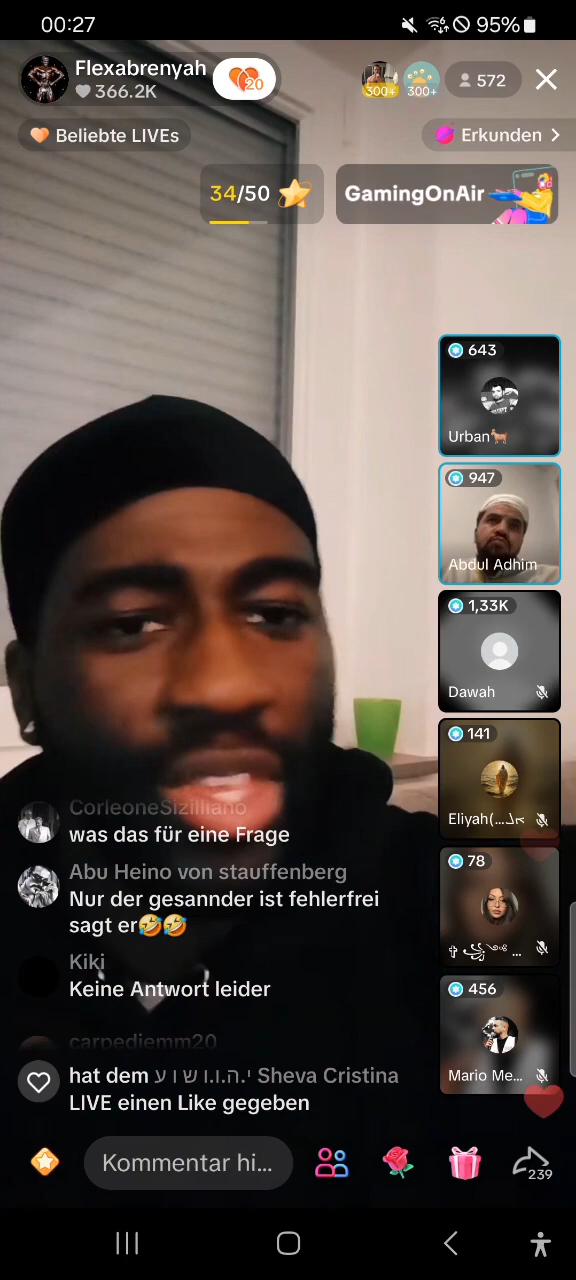 00:27
95%
Flexabrenyah
366.2K
20
300+
300+
572
Beliebte LIVEs
Erkunden
34/50
GamingOnAir
643
Urban
947
Abdul Adhim
1,33K
Dawah
141
Eliyah(...
78
...
456
Mario Me...
CorleoneSizilliano
was das für eine Frage
Abu Heino von stauffenberg
Nur der gesannder ist fehlerfrei
sagt er🤣🤣
Kiki
Keine Antwort leider
carpediemm20
hat dem י.ה.ו.ו ש ו ע Sheva Cristina
LIVE einen Like gegeben
Kommentar hi...
239